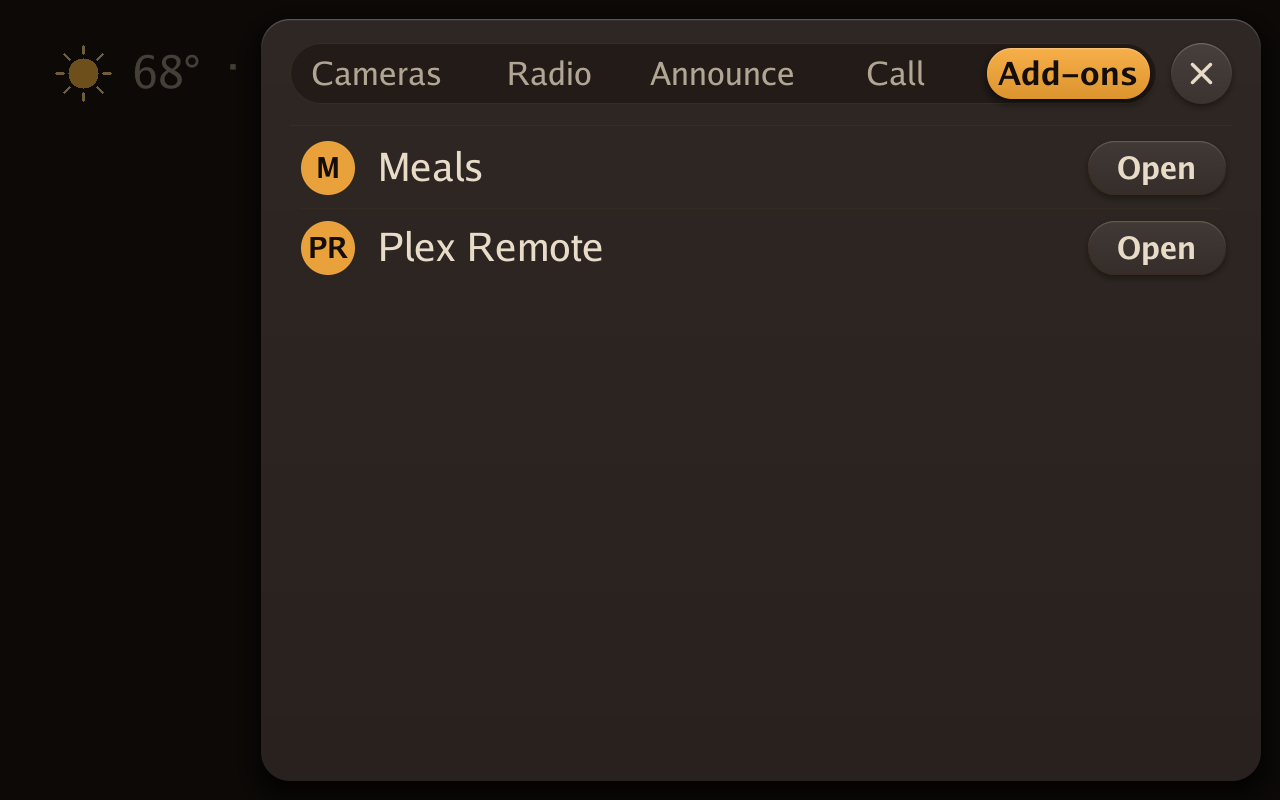 68° ·
Cameras Radio Announce Call Add-ons ×
M Meals Open
PR Plex Remote Open